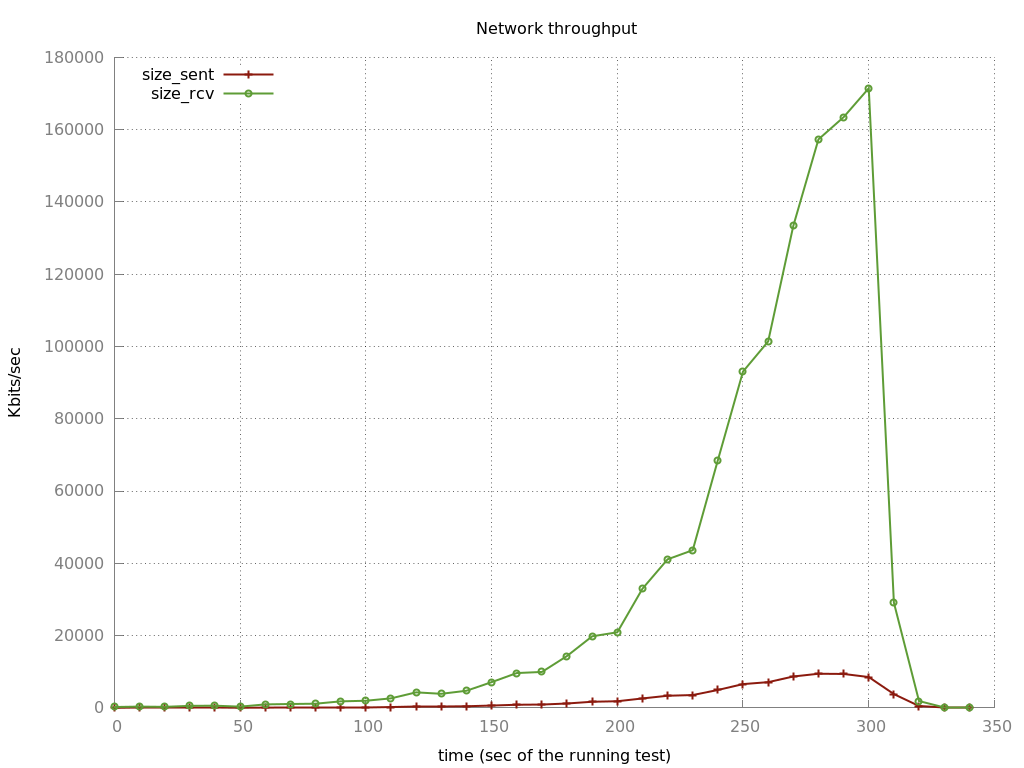 Network throughput
180000
160000
140000
120000
100000
80000
60000
40000
20000
0
size_sent
size_rcv
Kbits/sec
0 50 100 150 200 250 300 350
time (sec of the running test)